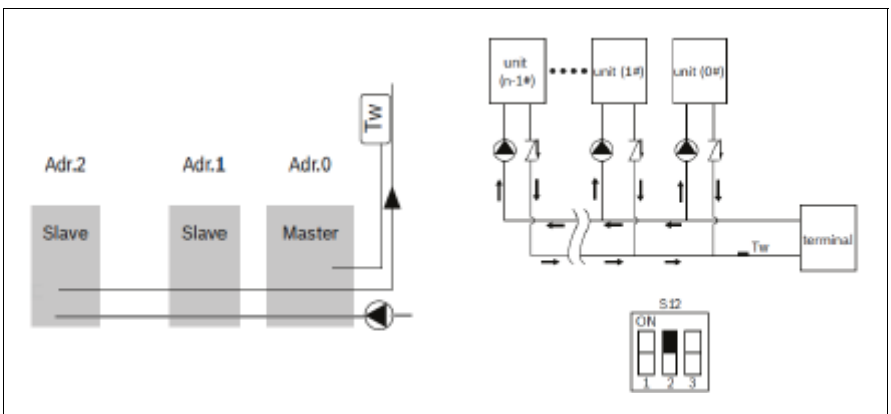 Tw
Adr.2
Adr.1
Adr.0
Slave
Slave
Master
unit
(n-1#)
unit (1#)
unit (0#)
Tw
terminal
S12
ON
1 2 3